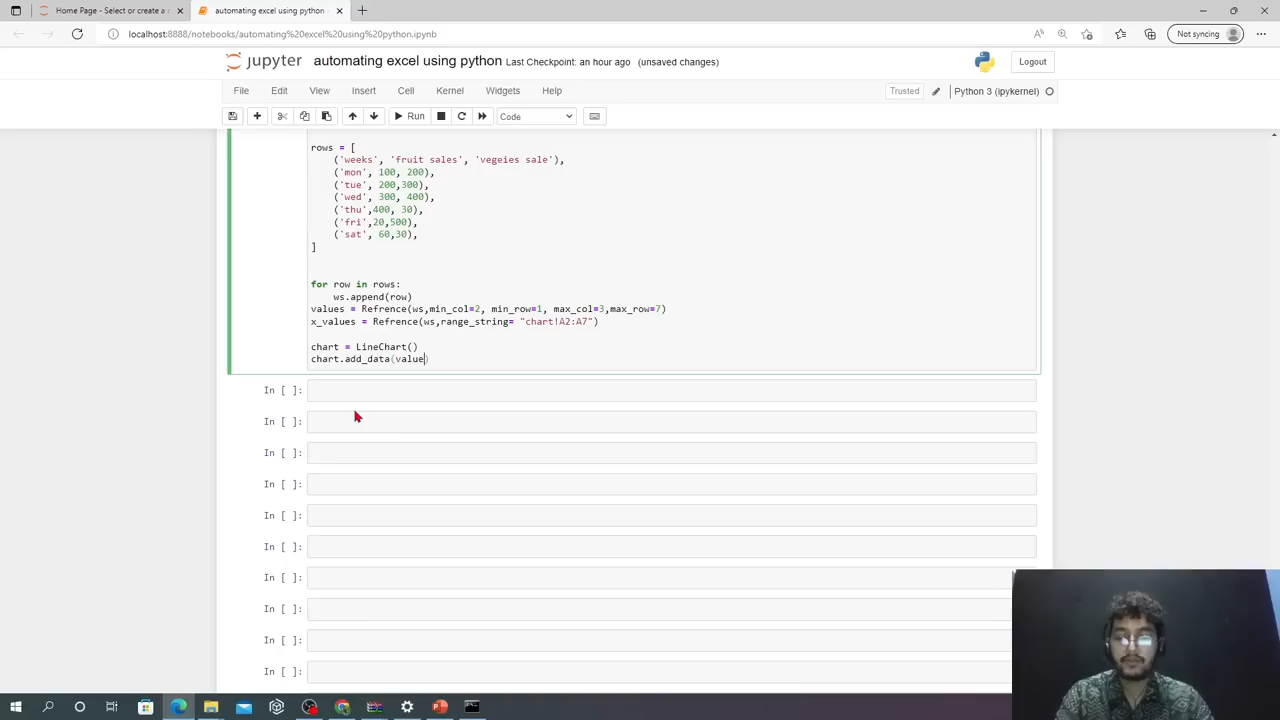 Home Page - Select or create a n
automating excel using python -
localhost:8888/notebooks/automating%20excel%20using%20python.ipynb
Not syncing
jupyter automating excel using python Last Checkpoint: an hour ago (unsaved changes)
Logout
File Edit View Insert Cell Kernel Widgets Help
Trusted Python 3 (ipykernel)
Run Code
rows = [
('weeks', 'fruit sales', 'vegeies sale'),
('mon', 100, 200),
('tue', 200,300),
('wed', 300, 400),
('thu',400, 30),
('fri',20,500),
('sat', 60,30),
]
for row in rows:
ws.append(row)
values = Refrence(ws,min_col=2, min_row=1, max_col=3,max_row=7)
x_values = Refrence(ws,range_string= "chart!A2:A7")
chart = LineChart()
chart.add_data(value)
In [ ]:
In [ ]:
In [ ]:
In [ ]:
In [ ]:
In [ ]:
In [ ]:
In [ ]:
In [ ]:
In [ ]: